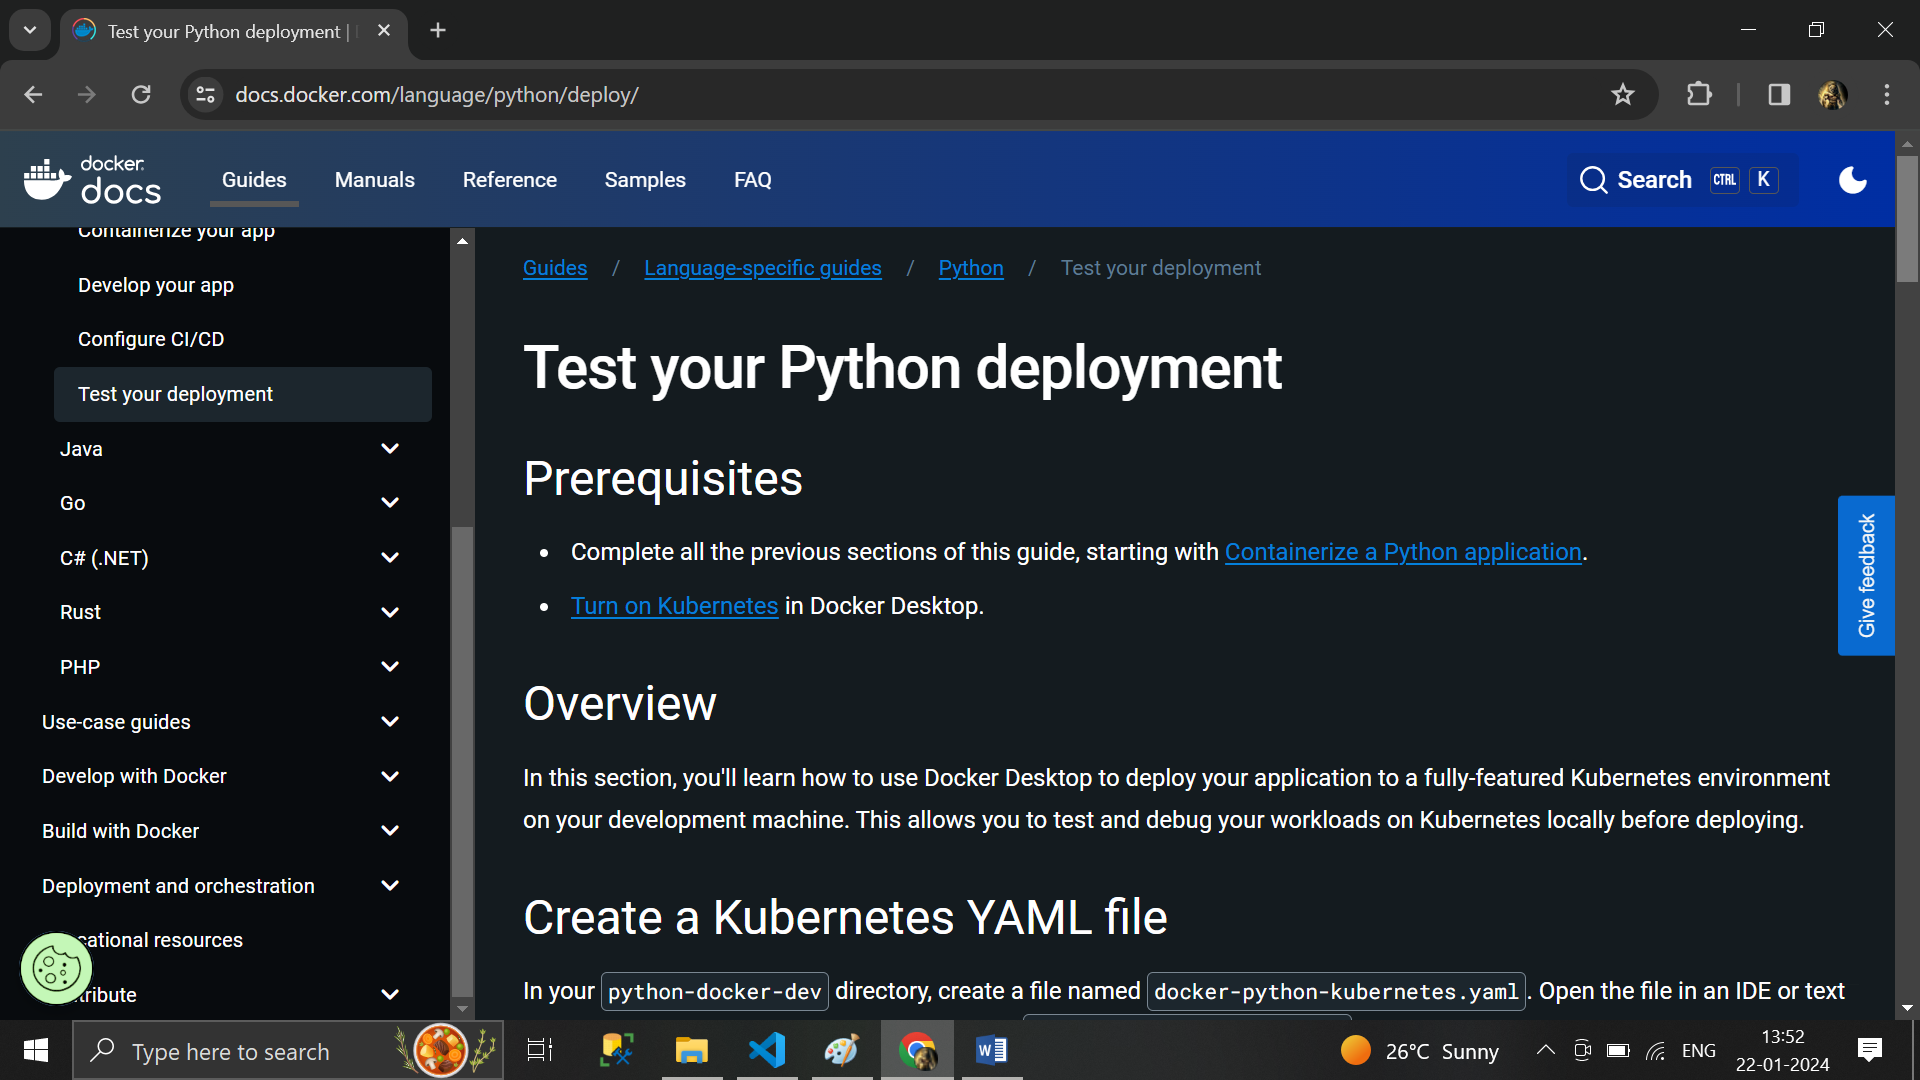 Test your Python deployment |
docs.docker.com/language/python/deploy/
docker
docs
Guides
Manuals
Reference
Samples
FAQ
Search
CTRL
K
Containerize your app
Develop your app
Configure CI/CD
Test your deployment
Java
Go
C# (.NET)
Rust
PHP
Use-case guides
Develop with Docker
Build with Docker
Deployment and orchestration
resources
Guides / Language-specific guides / Python / Test your deployment
Test your Python deployment
Prerequisites
Complete all the previous sections of this guide, starting with Containerize a Python application.
Turn on Kubernetes in Docker Desktop.
Overview
In this section, you'll learn how to use Docker Desktop to deploy your application to a fully-featured Kubernetes environment
on your development machine. This allows you to test and debug your workloads on Kubernetes locally before deploying.
Create a Kubernetes YAML file
In your python-docker-dev directory, create a file named docker-python-kubernetes.yaml. Open the file in an IDE or text
Give feedback
Type here to search
26°C Sunny
ENG
13:52
22-01-2024